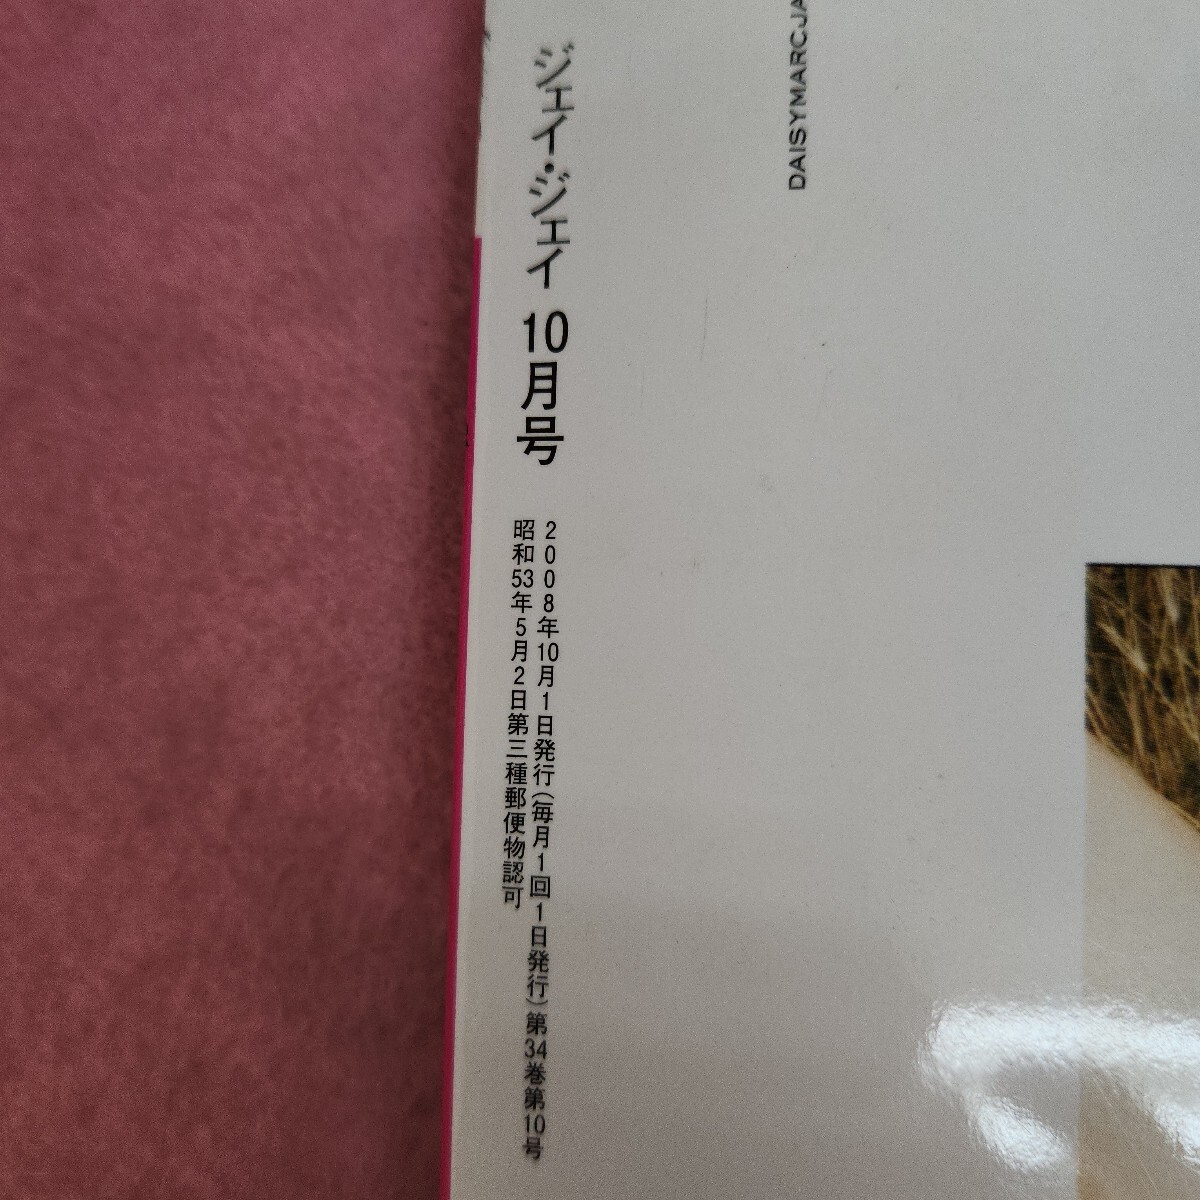 ジェイ・ジェイ 10月号
2008年10月1日発行(毎月1回1日発行)第34巻第10号
昭和53年5月2日第三種郵便物認可